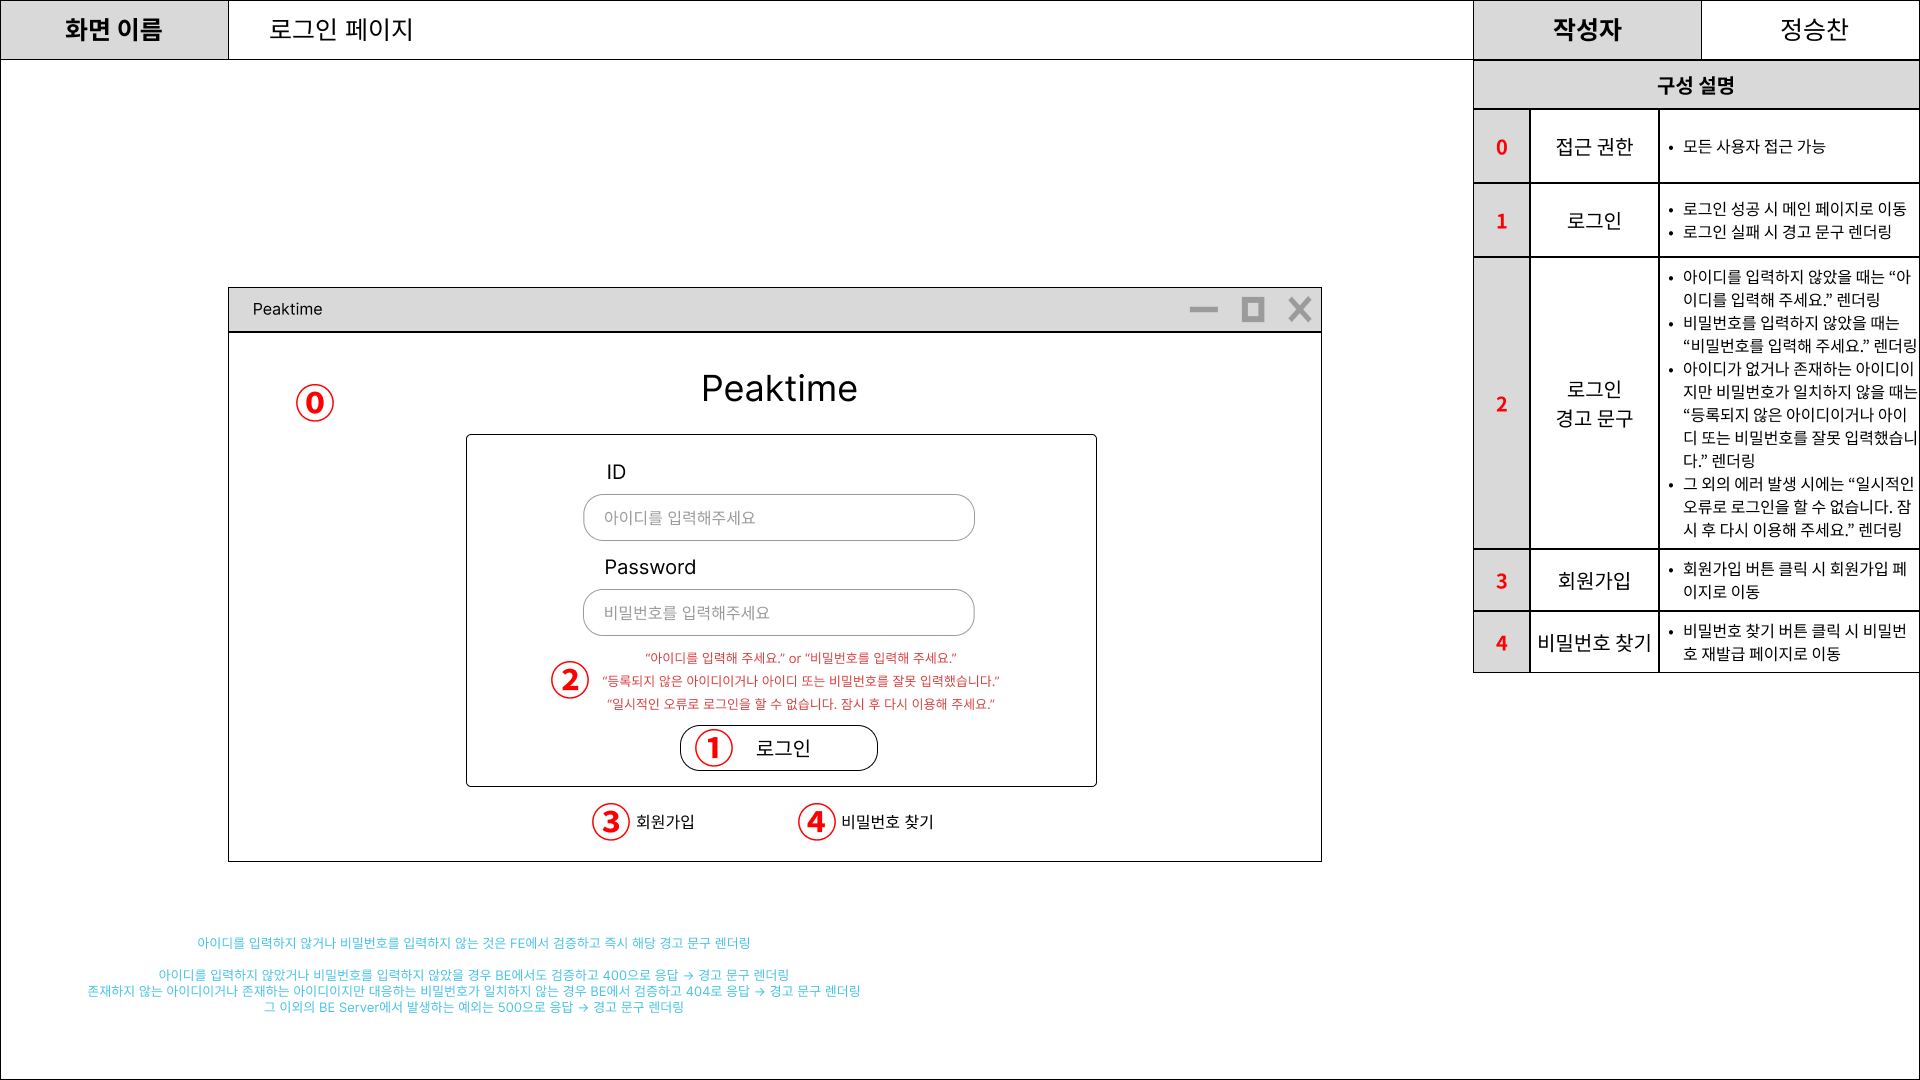 화면 이름
로그인 페이지
작성자
정승찬
구성 설명
0
접근 권한
• 모든 사용자 접근 가능
1
로그인
• 로그인 성공 시 메인 페이지로 이동
• 로그인 실패 시 경고 문구 렌더링
2
로그인
경고 문구
• 아이디를 입력하지 않았을 때는 “아
이디를 입력해 주세요.” 렌더링
• 비밀번호를 입력하지 않았을 때는
“비밀번호를 입력해 주세요.” 렌더링
• 아이디가 없거나 존재하는 아이디이
지만 비밀번호가 일치하지 않을 때는
“등록되지 않은 아이디이거나 아이
디 또는 비밀번호를 잘못 입력했습니
다.” 렌더링
• 그 외의 에러 발생 시에는 “일시적인
오류로 로그인을 할 수 없습니다. 잠
시 후 다시 이용해 주세요.” 렌더링
3
회원가입
• 회원가입 버튼 클릭 시 회원가입 페
이지로 이동
4
비밀번호 찾기
• 비밀번호 찾기 버튼 클릭 시 비밀번
호 재발급 페이지로 이동
Peaktime
0
Peaktime
ID
아이디를 입력해주세요
Password
비밀번호를 입력해주세요
2
“아이디를 입력해 주세요.” or “비밀번호를 입력해 주세요.”
“등록되지 않은 아이디이거나 아이디 또는 비밀번호를 잘못 입력했습니다.”
“일시적인 오류로 로그인을 할 수 없습니다. 잠시 후 다시 이용해 주세요.”
1 로그인
3 회원가입
4 비밀번호 찾기
아이디를 입력하지 않거나 비밀번호를 입력하지 않는 것은 FE에서 검증하고 즉시 해당 경고 문구 렌더링
아이디를 입력하지 않았거나 비밀번호를 입력하지 않았을 경우 BE에서도 검증하고 400으로 응답 → 경고 문구 렌더링
존재하지 않는 아이디이거나 존재하는 아이디이지만 대응하는 비밀번호가 일치하지 않는 경우 BE에서 검증하고 404로 응답 → 경고 문구 렌더링
그 이외의 BE Server에서 발생하는 예외는 500으로 응답 → 경고 문구 렌더링